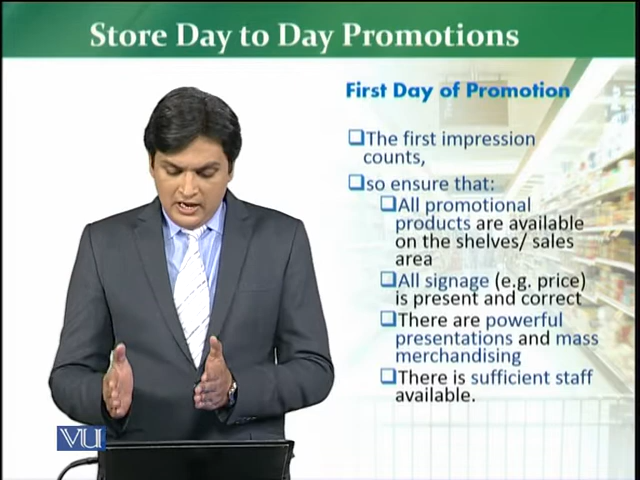 Store Day to Day Promotions
First Day of Promotion
The first impression
counts,
so ensure that:
All promotional
products are available
on the shelves/ sales
area
All signage (e.g. price)
is present and correct
There are powerful
presentations and mass
merchandising
There is sufficient staff
available.
VU